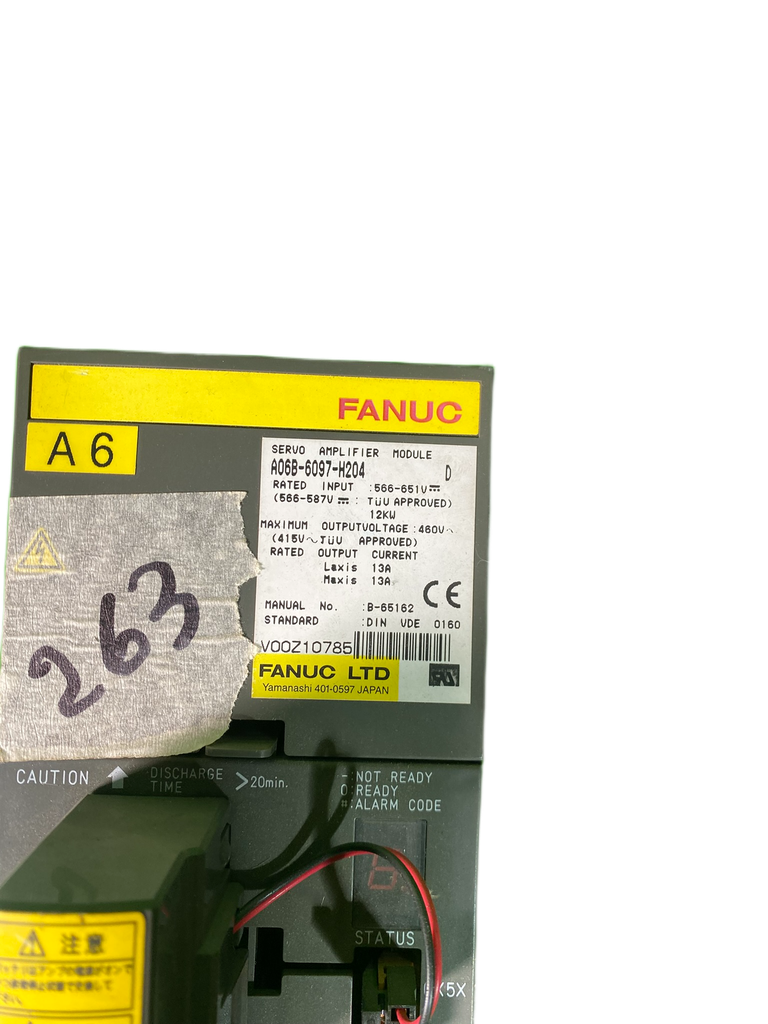 FANUC
A6
SERVO AMPLIFIER MODULE
A06B-6097-H204 D
RATED INPUT :566-651V⎓
(566-587V⎓: TÜV APPROVED)
12KW
MAXIMUM OUTPUTVOLTAGE:460V~
(415V~TÜV APPROVED)
RATED OUTPUT CURRENT
Laxis 13A
Maxis 13A
CE
MANUAL No. :B-65162
STANDARD :DIN VDE 0160
V00Z10785
FANUC LTD
Yamanashi 401-0597 JAPAN
263
CAUTION DISCHARGE TIME >20min.
-:NOT READY
0:READY
#:ALARM CODE
STATUS
注意